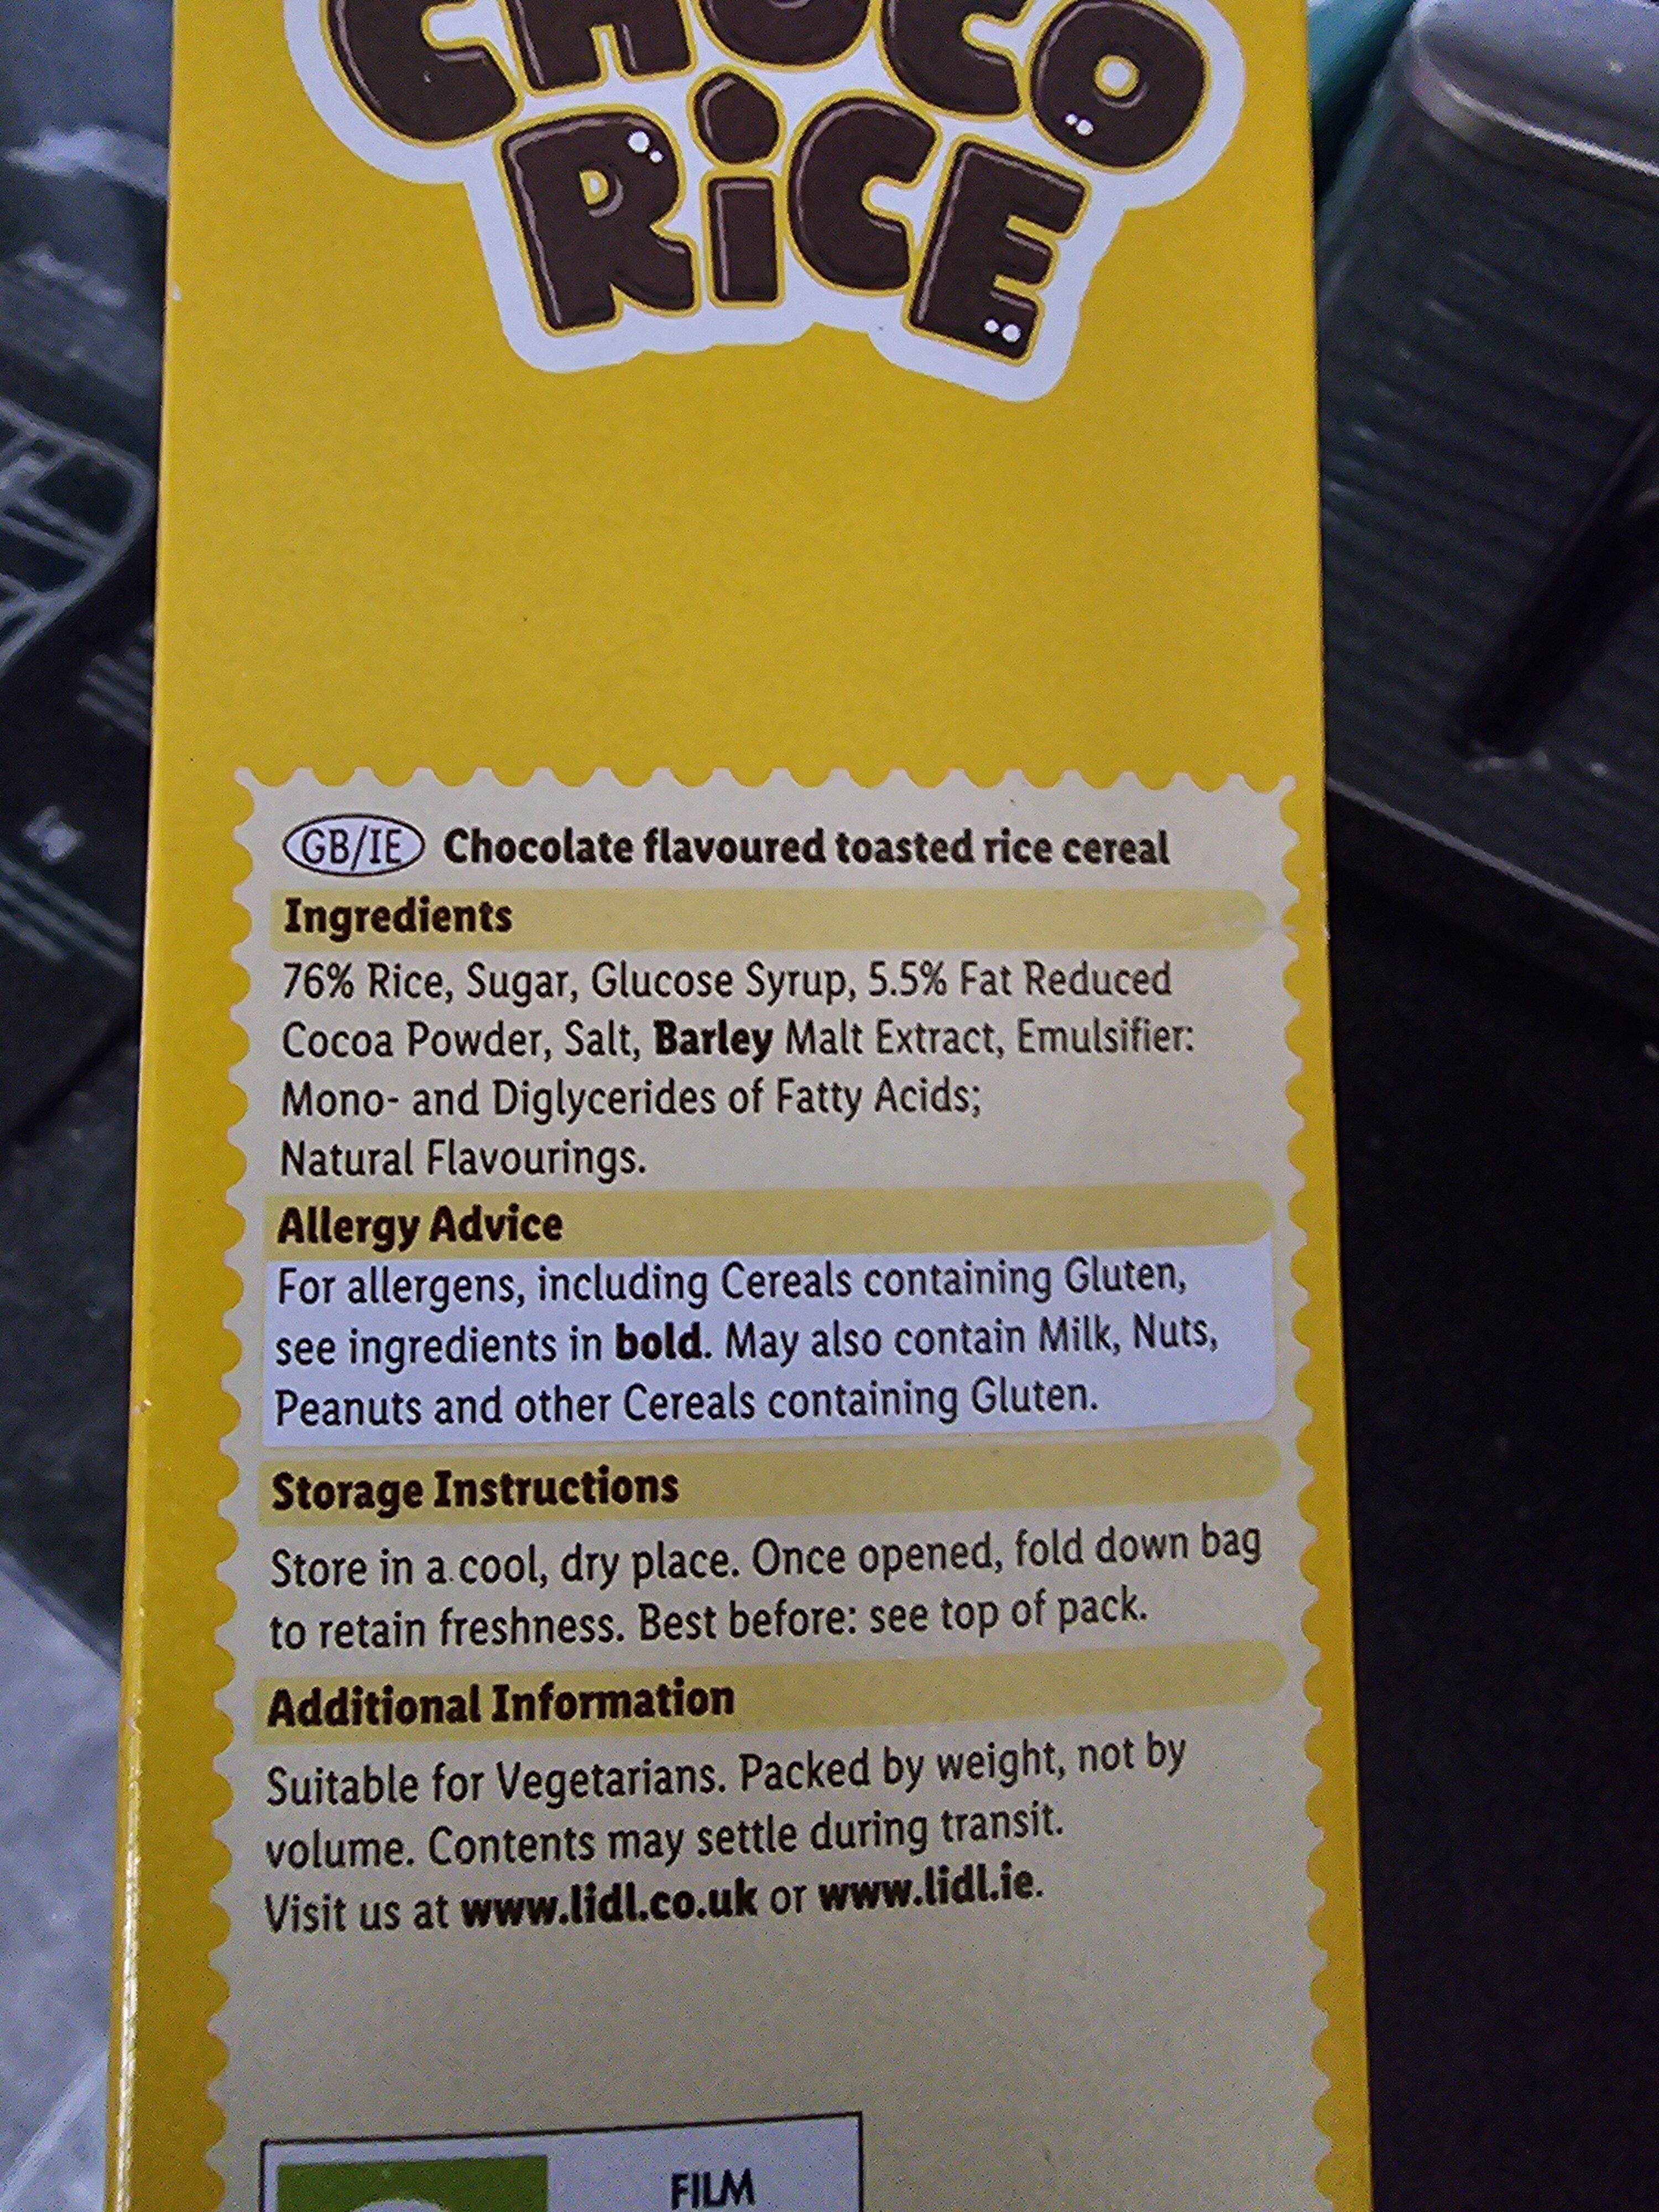 CHOCO
RiCE
GB/IE Chocolate flavoured toasted rice cereal
Ingredients
76% Rice, Sugar, Glucose Syrup, 5.5% Fat Reduced
Cocoa Powder, Salt, Barley Malt Extract, Emulsifier:
Mono- and Diglycerides of Fatty Acids;
Natural Flavourings.
Allergy Advice
For allergens, including Cereals containing Gluten,
see ingredients in bold. May also contain Milk, Nuts,
Peanuts and other Cereals containing Gluten.
Storage Instructions
Store in a cool, dry place. Once opened, fold down bag
to retain freshness. Best before: see top of pack.
Additional Information
Suitable for Vegetarians. Packed by weight, not by
volume. Contents may settle during transit.
Visit us at www.lidl.co.uk or www.lidl.ie.
FILM